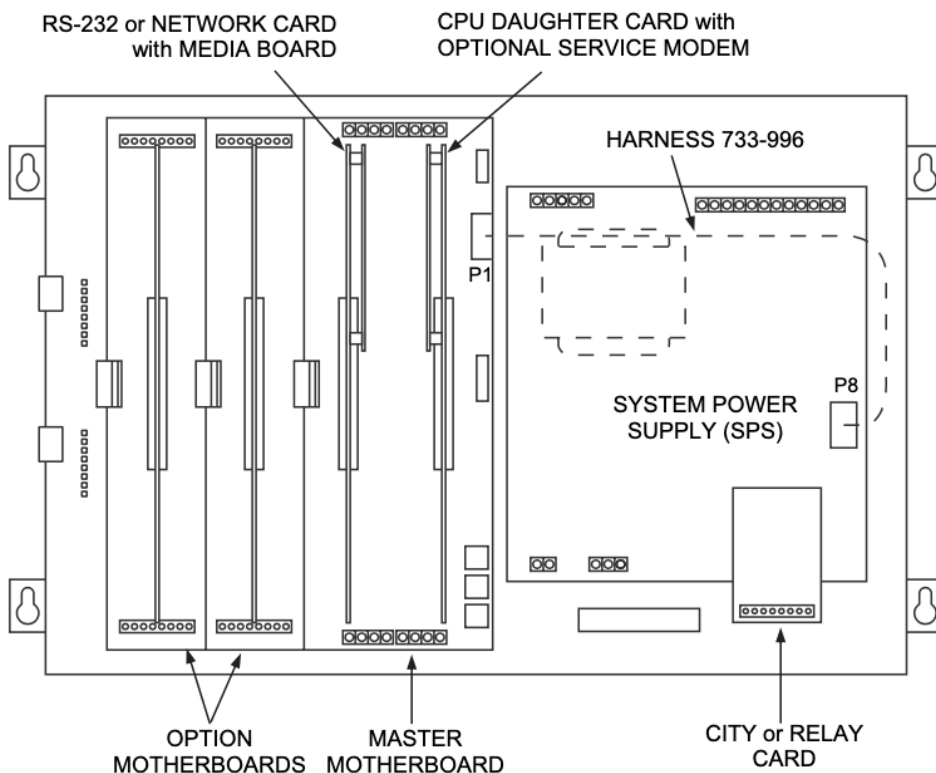 RS-232 or NETWORK CARD
with MEDIA BOARD
CPU DAUGHTER CARD with
OPTIONAL SERVICE MODEM
HARNESS 733-996
P1
P8
SYSTEM POWER
SUPPLY (SPS)
OPTION
MOTHERBOARDS
MASTER
MOTHERBOARD
CITY or RELAY
CARD